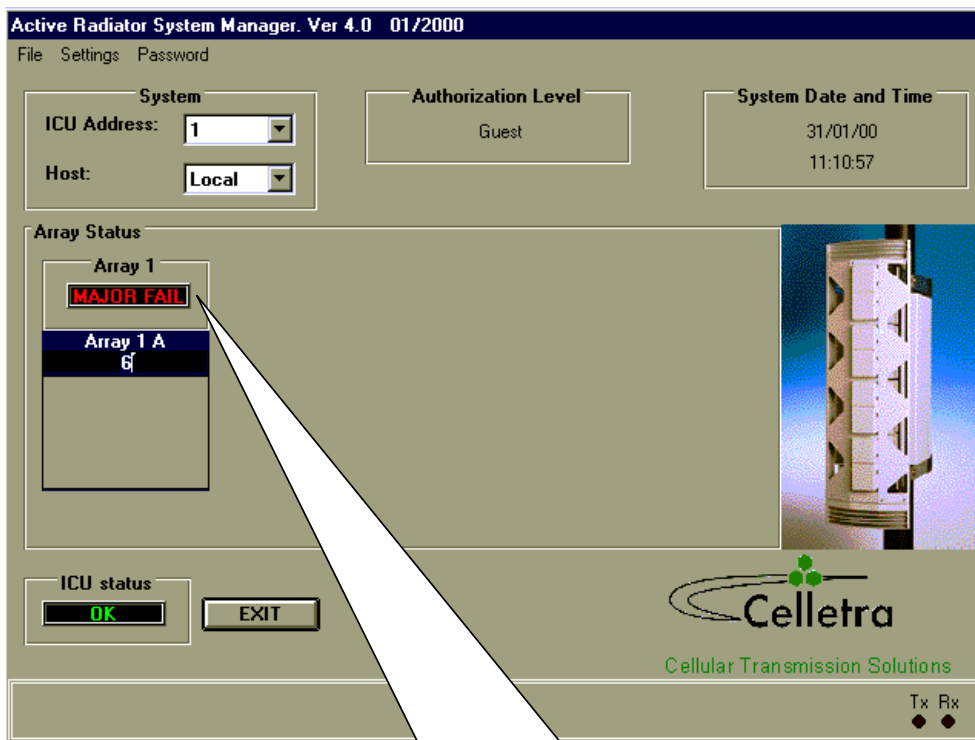 Active Radiator System Manager. Ver 4.0 01/2000
File Settings Password
System
ICU Address: 1
Host: Local
Authorization Level
Guest
System Date and Time
31/01/00
11:10:57
Array Status
Array 1
MAJOR FAIL
Array 1 A
6
ICU status
OK
EXIT
Celletra
Cellular Transmission Solutions
Tx Rx